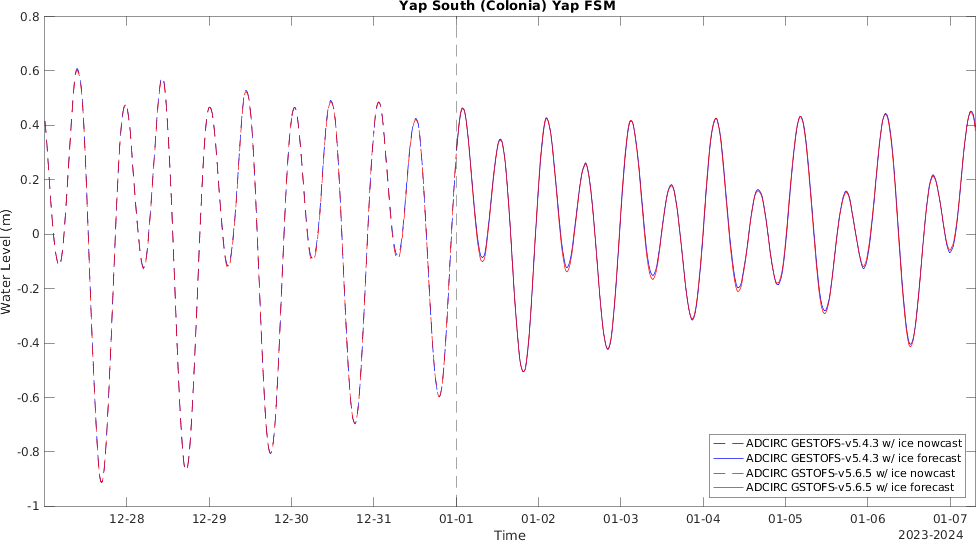 Yap South (Colonia) Yap FSM
0.8
0.6
0.4
0.2
0
-0.2
-0.4
-0.6
-0.8
-1
Water Level (m)
ADCIRC GESTOFS-v5.4.3 w/ ice nowcast
ADCIRC GESTOFS-v5.4.3 w/ ice forecast
ADCIRC GSTOFS-v5.6.5 w/ ice nowcast
ADCIRC GSTOFS-v5.6.5 w/ ice forecast
12-28 12-29 12-30 12-31 01-01 01-02 01-03 01-04 01-05 01-06 01-07
Time
2023-2024